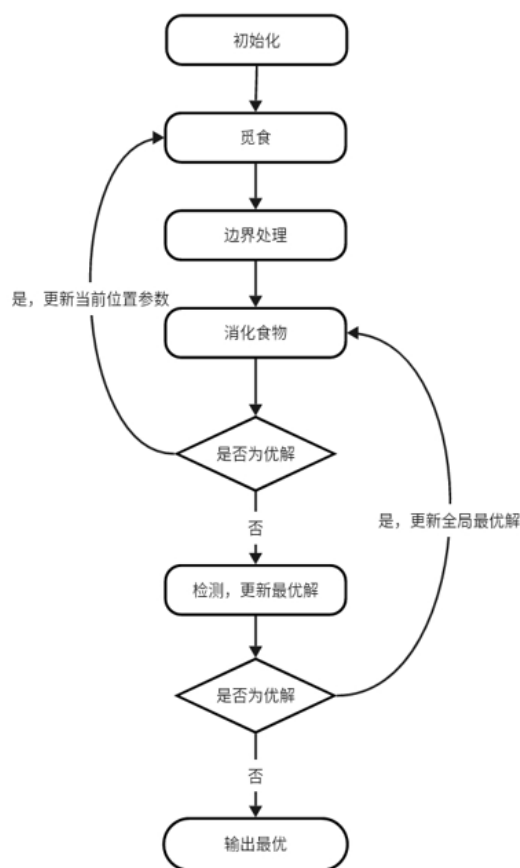 初始化
觅食
边界处理
是，更新当前位置参数
消化食物
是否为优解
是，更新全局最优解
否
检测，更新最优解
是否为优解
否
输出最优